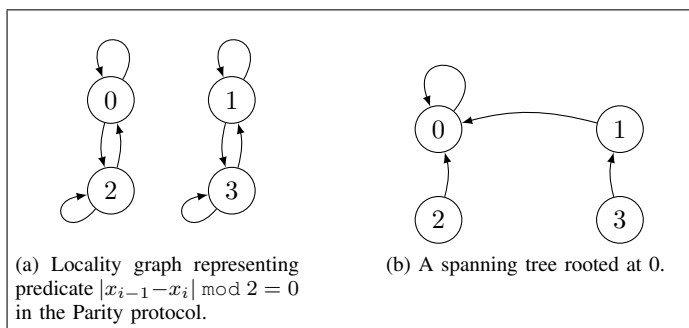 0
1
2
3
(a) Locality graph representing
predicate |x_{i−1}−x_i| mod 2 = 0
in the Parity protocol.
0
1
2
3
(b) A spanning tree rooted at 0.